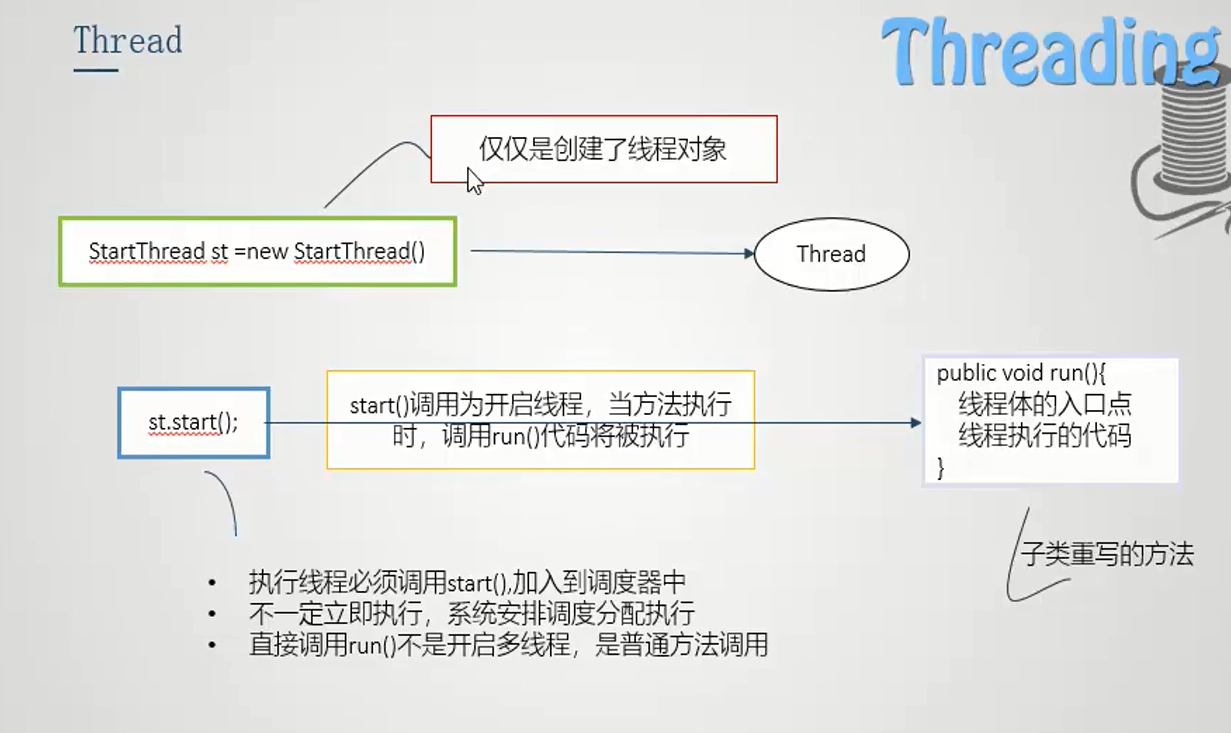 Thread
Threading
仅仅是创建了线程对象
StartThread st =new StartThread()
Thread
st.start();
start()调用为开启线程，当方法执行
时，调用run()代码将被执行
public void run(){
线程体的入口点
线程执行的代码
}
子类重写的方法
• 执行线程必须调用start(),加入到调度器中
• 不一定立即执行，系统安排调度分配执行
• 直接调用run()不是开启多线程，是普通方法调用